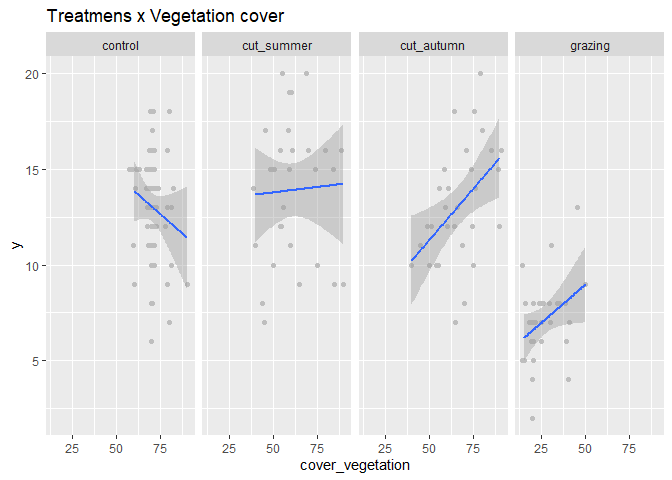 Treatmens x Vegetation cover
control cut_summer cut_autumn grazing
20
15
10
5
y
25 50 75 25 50 75 25 50 75 25 50 75
cover_vegetation